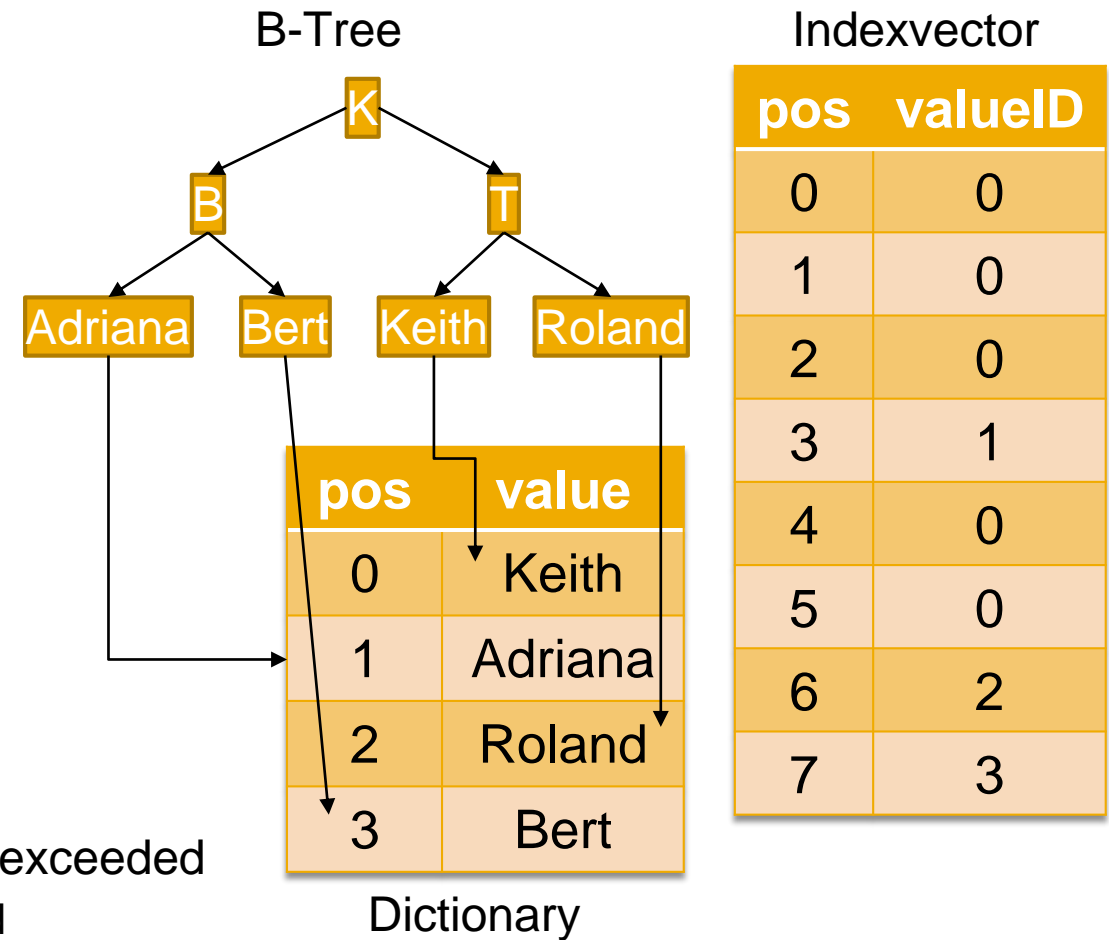 B-Tree
Indexvector
K
B T
Adriana Bert Keith Roland
pos value
0 Keith
1 Adriana
2 Roland
3 Bert
Dictionary
pos valueID
0 0
1 0
2 0
3 1
4 0
5 0
6 2
7 3
exceeded